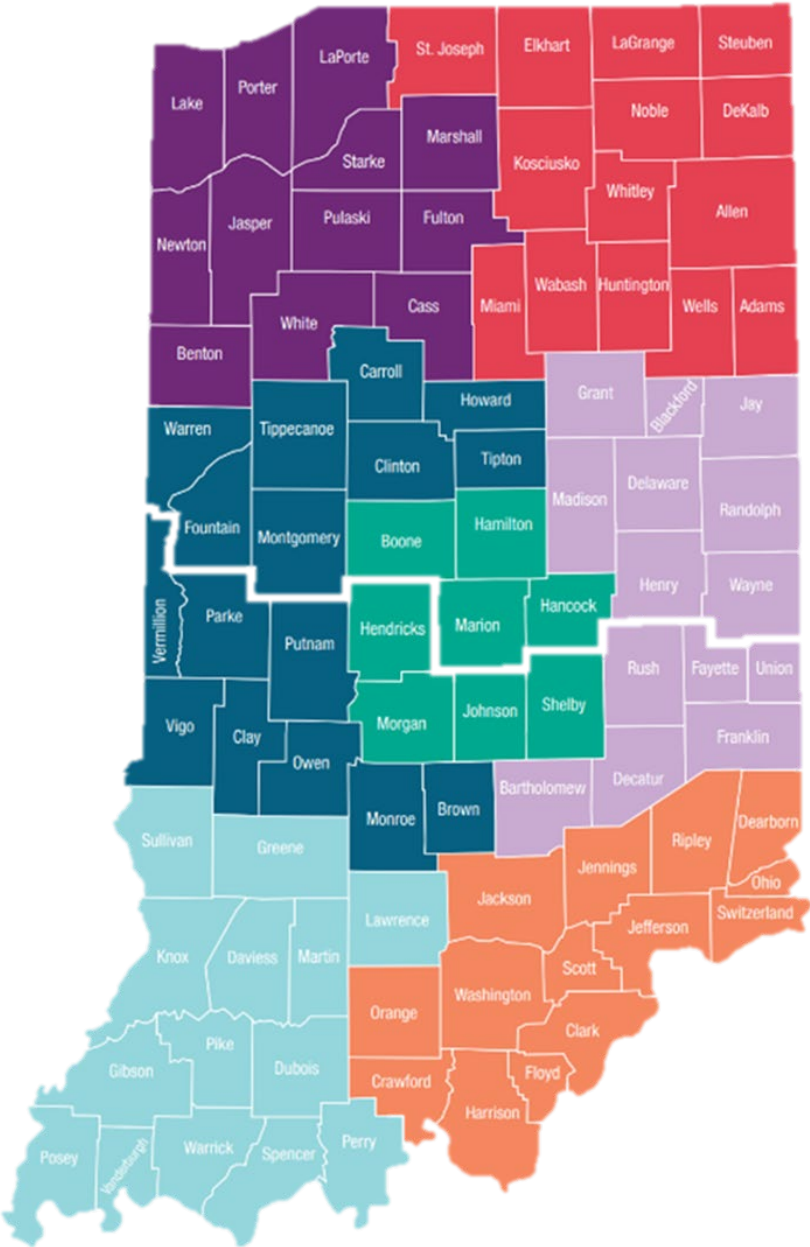 St. Joseph
Elkhart
LaGrange
Steuben
LaPorte
Porter
Lake
Noble
DeKalb
Marshall
Starke
Kosciusko
Whitley
Allen
Pulaski
Fulton
Jasper
Newton
Miami
Wabash
Huntington
Wells
Adams
Cass
White
Benton
Carroll
Grant
Blackford
Jay
Howard
Warren
Tippecanoe
Clinton
Tipton
Madison
Delaware
Randolph
Fountain
Montgomery
Boone
Hamilton
Henry
Wayne
Vermillion
Parke
Putnam
Hendricks
Marion
Hancock
Rush
Fayette
Union
Vigo
Clay
Owen
Morgan
Johnson
Shelby
Franklin
Decatur
Bartholomew
Monroe
Brown
Sullivan
Greene
Jennings
Ripley
Dearborn
Ohio
Switzerland
Jackson
Lawrence
Jefferson
Knox
Daviess
Martin
Scott
Washington
Orange
Clark
Pike
Gibson
Dubois
Crawford
Floyd
Harrison
Posey
Vanderburgh
Warrick
Spencer
Perry